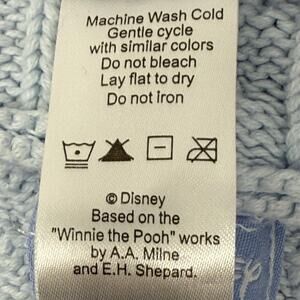 Machine Wash Cold
Gentle cycle
with similar colors
Do not bleach
Lay flat to dry
Do not iron
© Disney
Based on the
"Winnie the Pooh" works
by A.A. Milne
and E.H. Shepard.